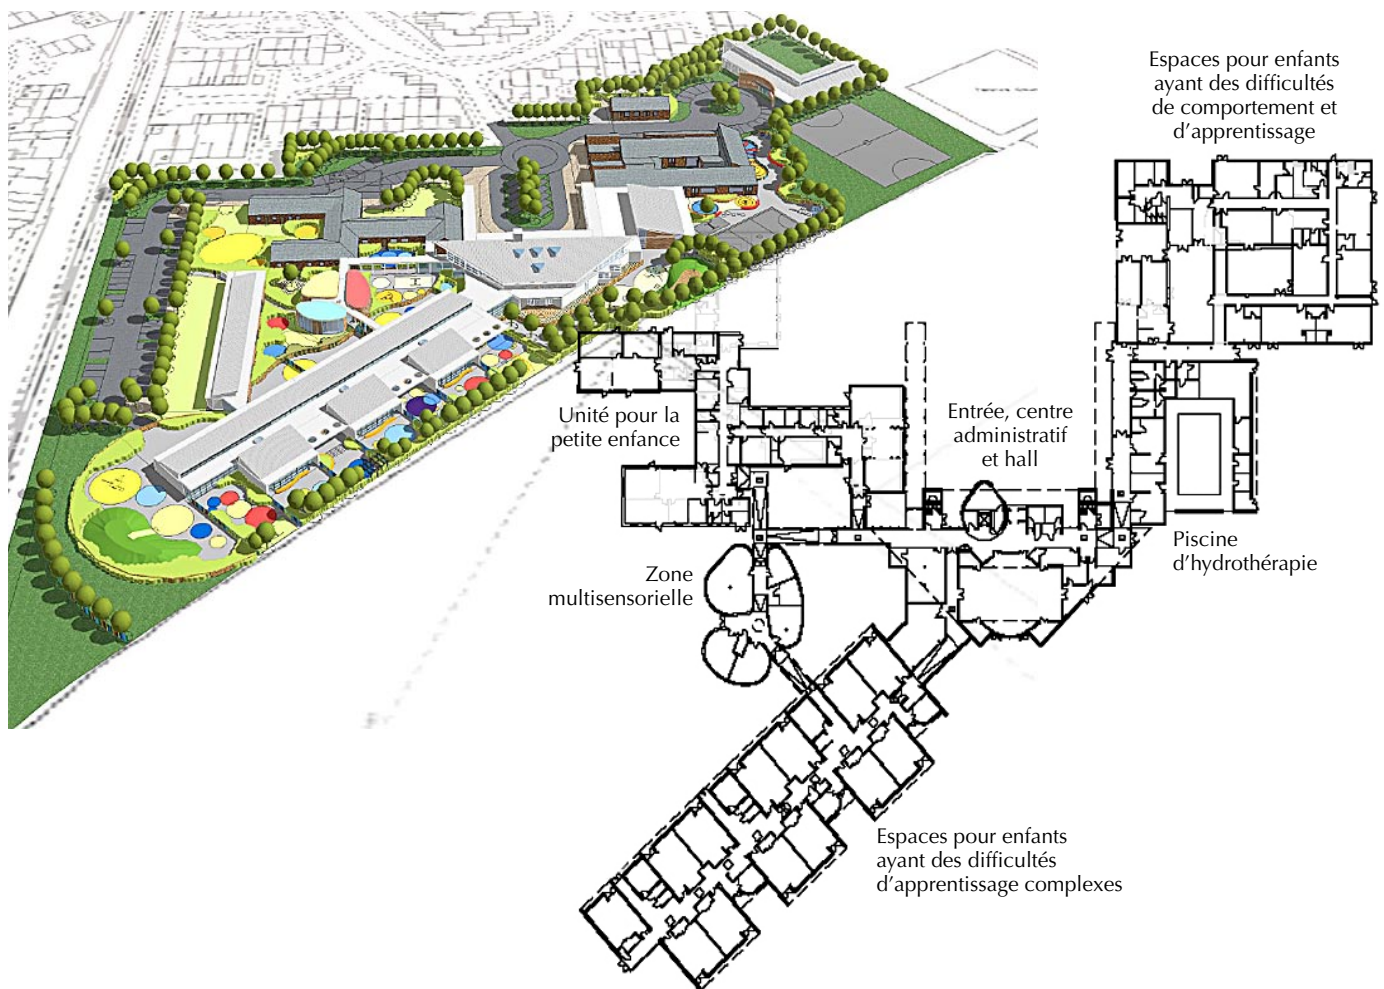 Espaces pour enfants
ayant des difficultés
de comportement et
d’apprentissage
Unité pour la
petite enfance
Entrée, centre
administratif
et hall
Zone
multisensorielle
Piscine
d’hydrothérapie
Espaces pour enfants
ayant des difficultés
d’apprentissage complexes